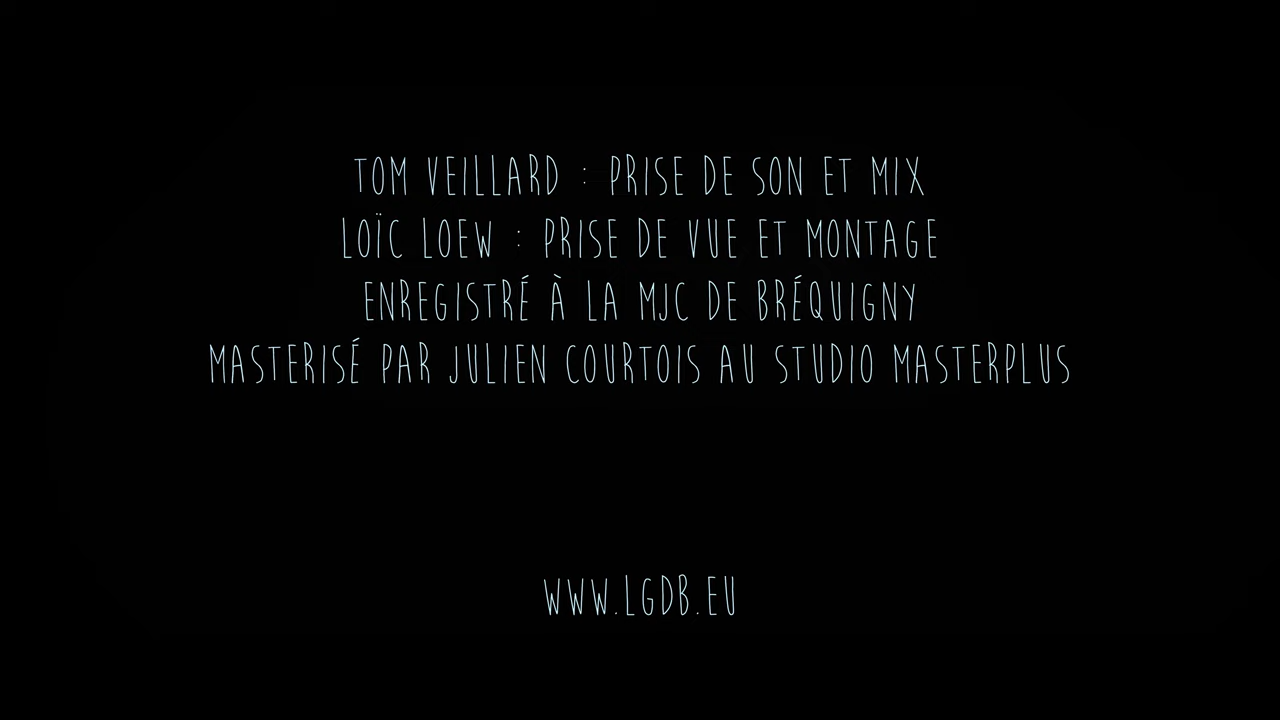 TOM VEILLARD : PRISE DE SON ET MIX
LOÏC LOEW : PRISE DE VUE ET MONTAGE
ENREGISTRÉ À LA MJC DE BRÉQUIGNY
MASTERISÉ PAR JULIEN COURTOIS AU STUDIO MASTERPLUS
WWW.LGDB.EU